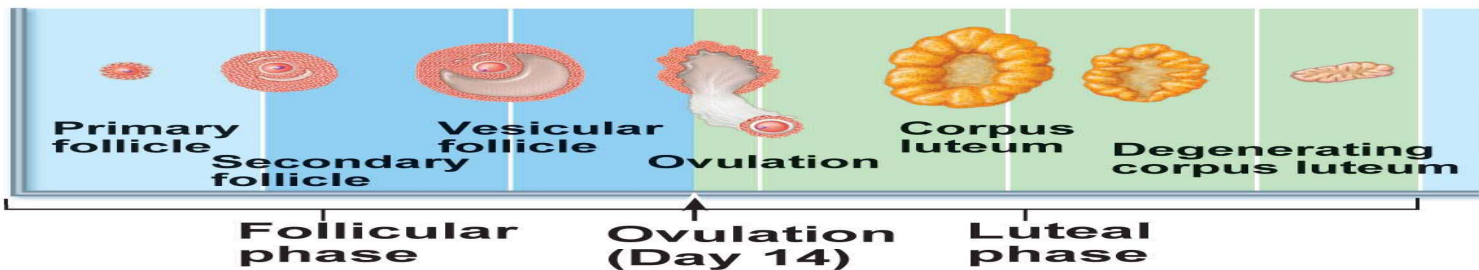 Primary
follicle
Secondary
follicle
Vesicular
follicle
Ovulation
Corpus
luteum
Degenerating
corpus luteum
Follicular
phase
Ovulation
(Day 14)
Luteal
phase